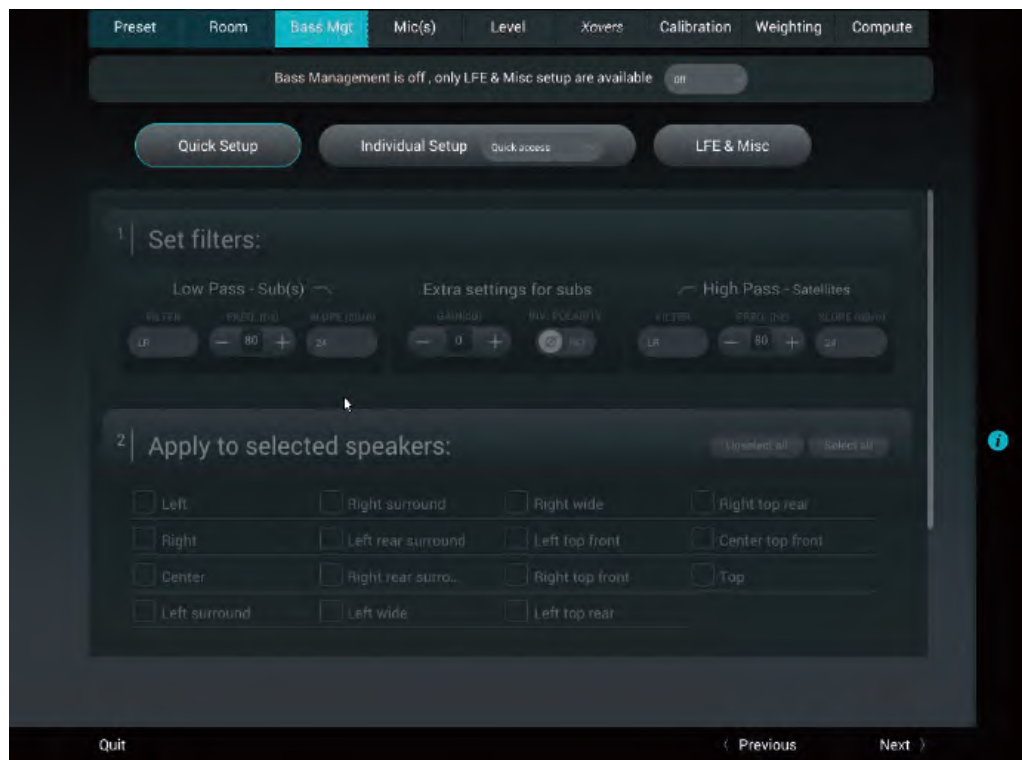 Preset Room Bass Mgt Mic(s) Level Xovers Calibration Weighting Compute
Bass Management is off , only LFE & Misc setup are available off
Quick Setup Individual Setup Quick access LFE & Misc
1 Set filters:
Low Pass - Sub(s) Extra settings for subs High Pass - Satellites
FILTER FREQ. (Hz) SLOPE (dB/o) GAIN(dB) INV. POLARITY FILTER FREQ. (Hz) SLOPE (dB/o)
LR − 80 + 24 − 0 + Ø NO LR − 80 + 24
2 Apply to selected speakers: Unselect all Select all
Left Right surround Right wide Right top rear
Right Left rear surround Left top front Center top front
Center Right rear surro... Right top front Top
Left surround Left wide Left top rear
i
Quit Previous Next